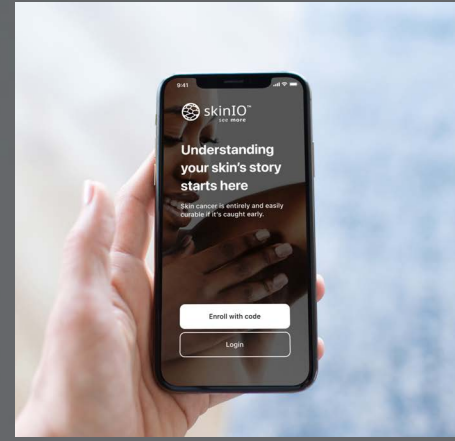 9:41
skinIO™
see more
Understanding
your skin's story
starts here
Skin cancer is entirely and easily
curable if it's caught early.
Enroll with code
Login